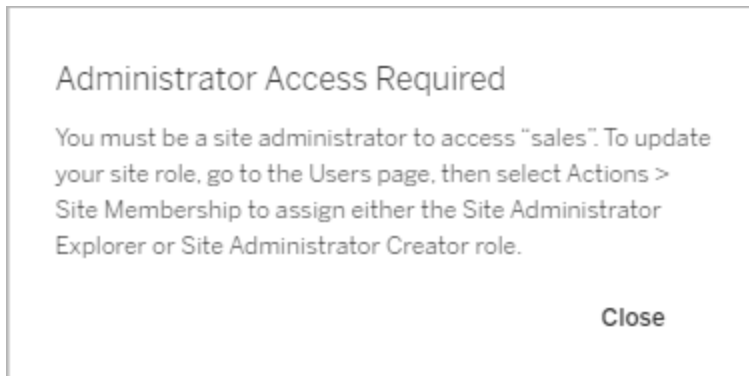 Administrator Access Required
You must be a site administrator to access “sales”. To update
your site role, go to the Users page, then select Actions >
Site Membership to assign either the Site Administrator
Explorer or Site Administrator Creator role.
Close